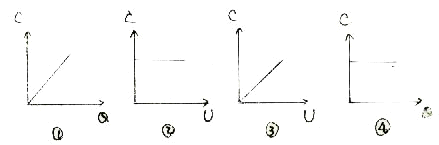 C C C C
Q U U Q
① ② ③ ④